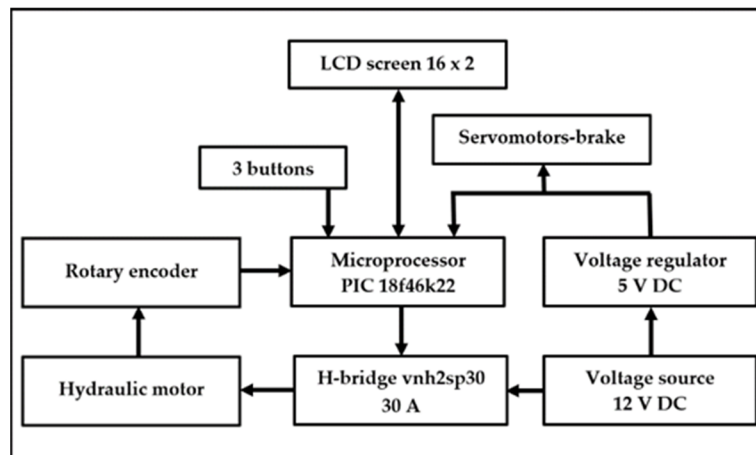 LCD screen 16 x 2
Servomotors-brake
3 buttons
Rotary encoder
Microprocessor
PIC 18f46k22
Voltage regulator
5 V DC
Hydraulic motor
H-bridge vnh2sp30
30 A
Voltage source
12 V DC